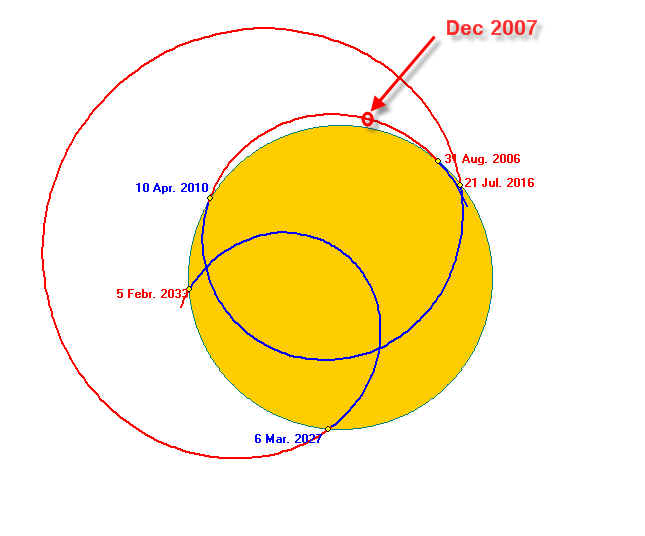 Dec 2007
31 Aug. 2006
21 Jul. 2016
10 Apr. 2010
5 Febr. 2033
6 Mar. 2027